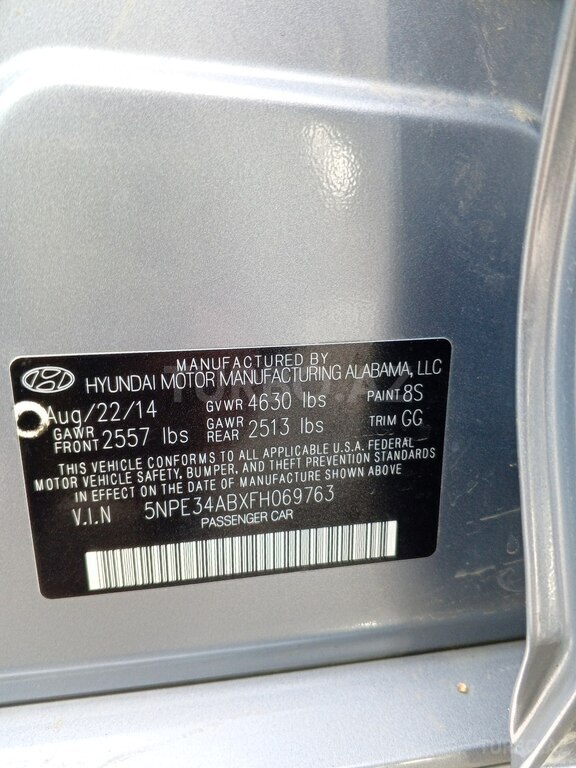 MANUFACTURED BY
HYUNDAI MOTOR MANUFACTURING ALABAMA, LLC
Aug/22/14 GVWR 4630 lbs PAINT 8S
GAWR FRONT 2557 lbs GAWR REAR 2513 lbs TRIM GG
THIS VEHICLE CONFORMS TO ALL APPLICABLE U.S.A. FEDERAL
MOTOR VEHICLE SAFETY, BUMPER, AND THEFT PREVENTION STANDARDS
IN EFFECT ON THE DATE OF MANUFACTURE SHOWN ABOVE
V.I.N 5NPE34ABXFH069763
PASSENGER CAR